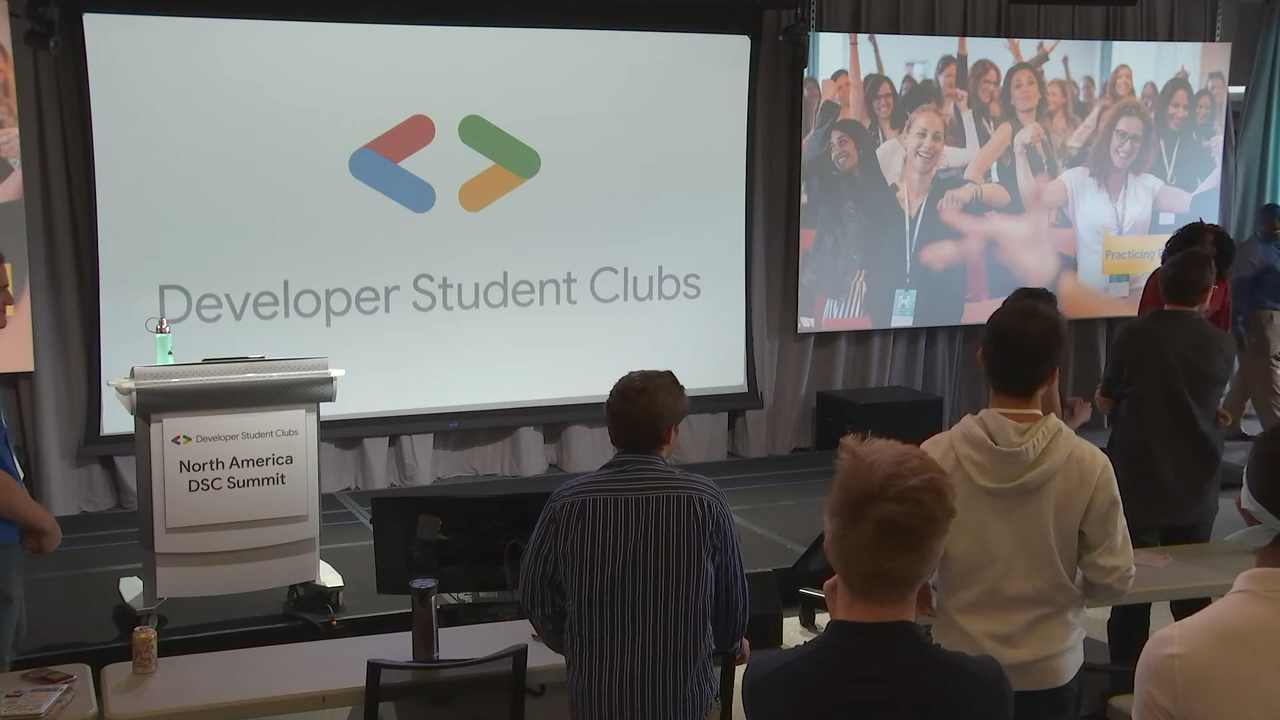 Developer Student Clubs
Practicing
Developer Student Clubs
North America
DSC Summit